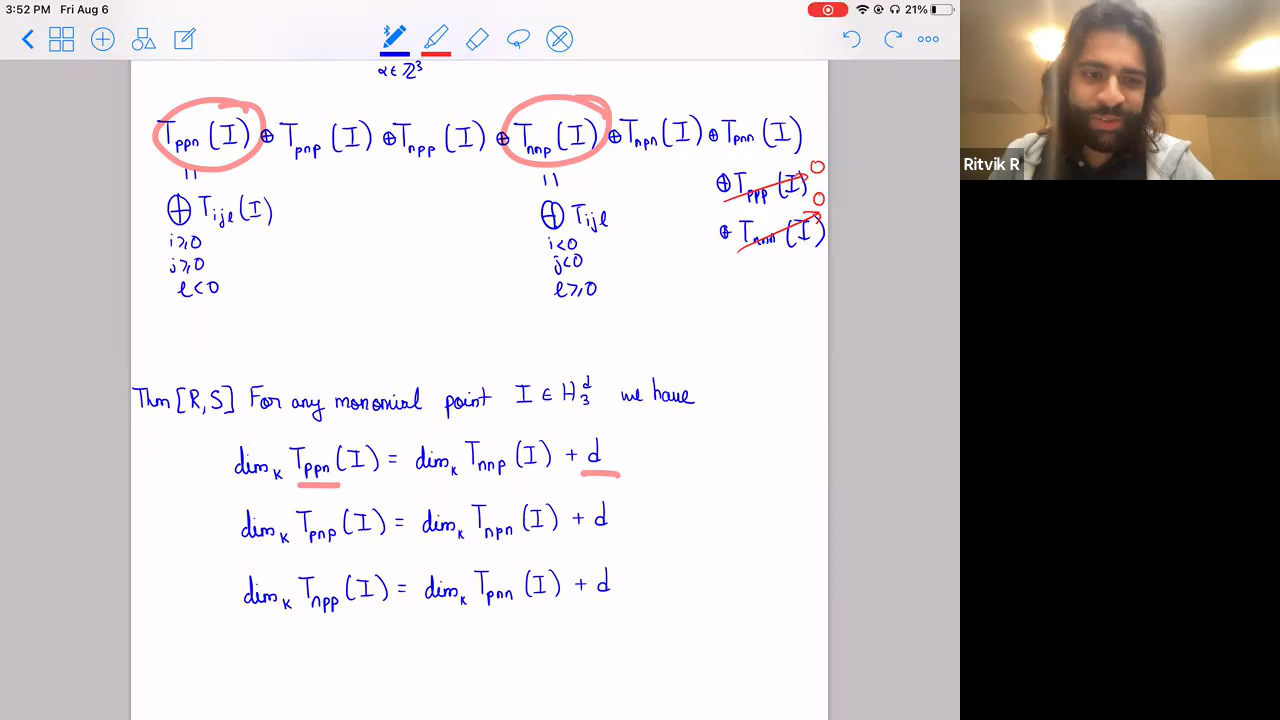 3:52 PM Fri Aug 6
21%
α ∈ ℤ³
T_ppn(I) ⊕ T_pnp(I) ⊕ T_npp(I) ⊕ T_nnp(I) ⊕ T_npn(I) ⊕ T_pnn(I)
⊕ T_ppp(I) 0
⊕ T_nnn(I) 0
= =
⊕ T_ijl(I) ⊕ T_ijl
i≥0 i<0
j≥0 j<0
l<0 l≥0
Thm [R,S] For any monomial point I ∈ H₃^d we have
dim_k T_ppn(I) = dim_k T_nnp(I) + d
dim_k T_pnp(I) = dim_k T_npn(I) + d
dim_k T_npp(I) = dim_k T_pnn(I) + d
Ritvik R